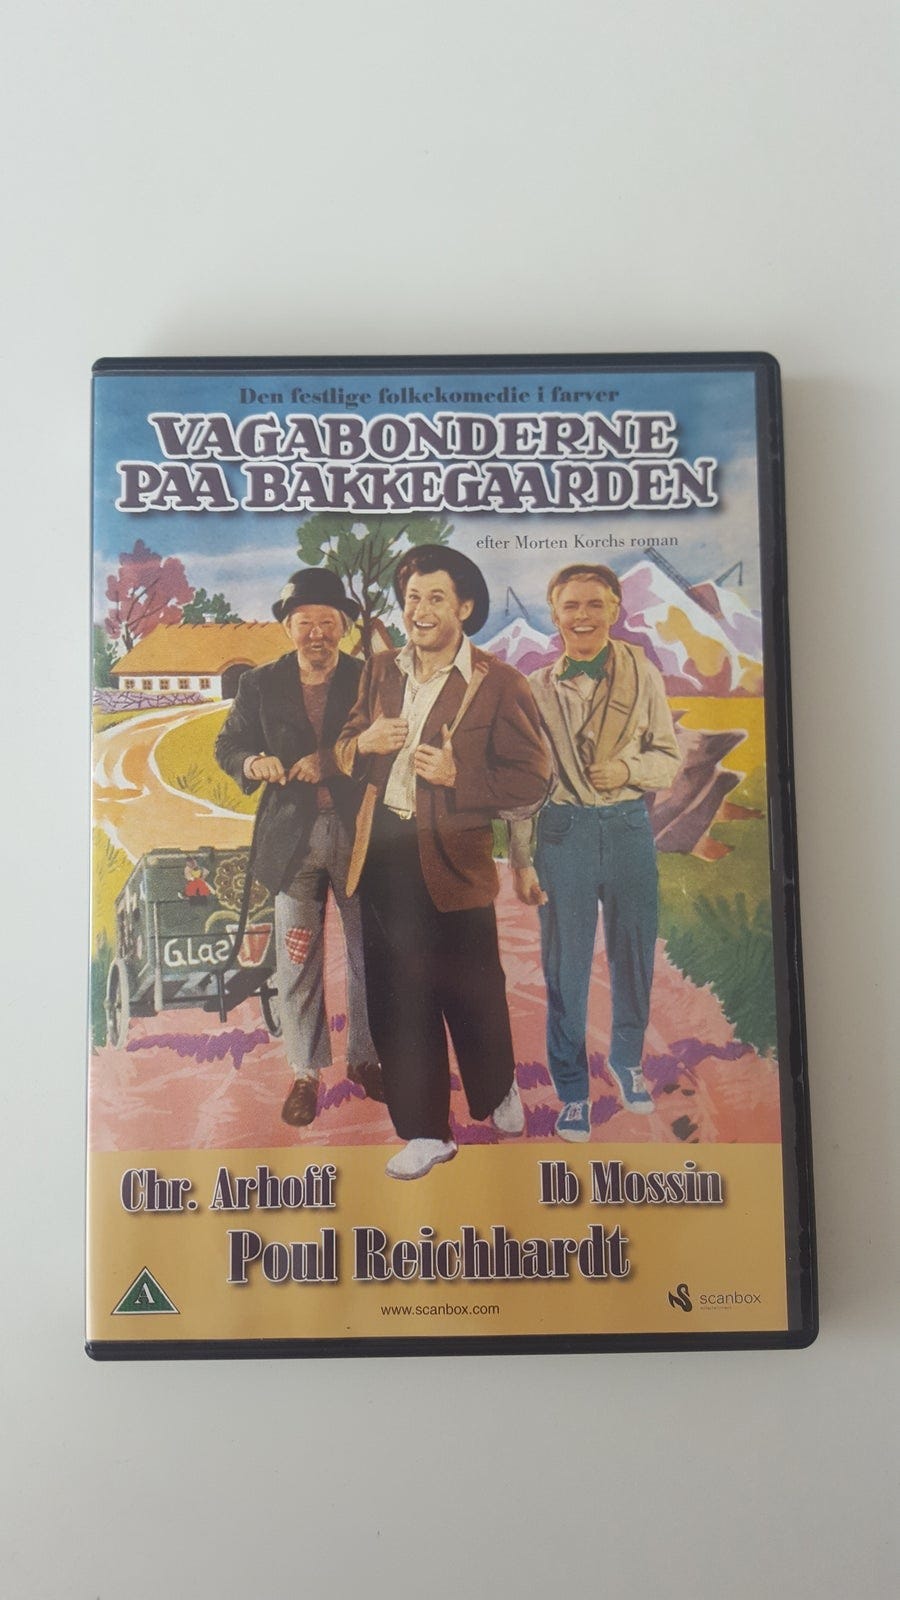 Den festlige folkekomedie i farver
VAGABONDERNE
PAA BAKKEGAARDEN
efter Morten Korchs roman
Glas
Chr. Arhoff
Ib Mossin
Poul Reichhardt
A
www.scanbox.com
scanbox
entertainment